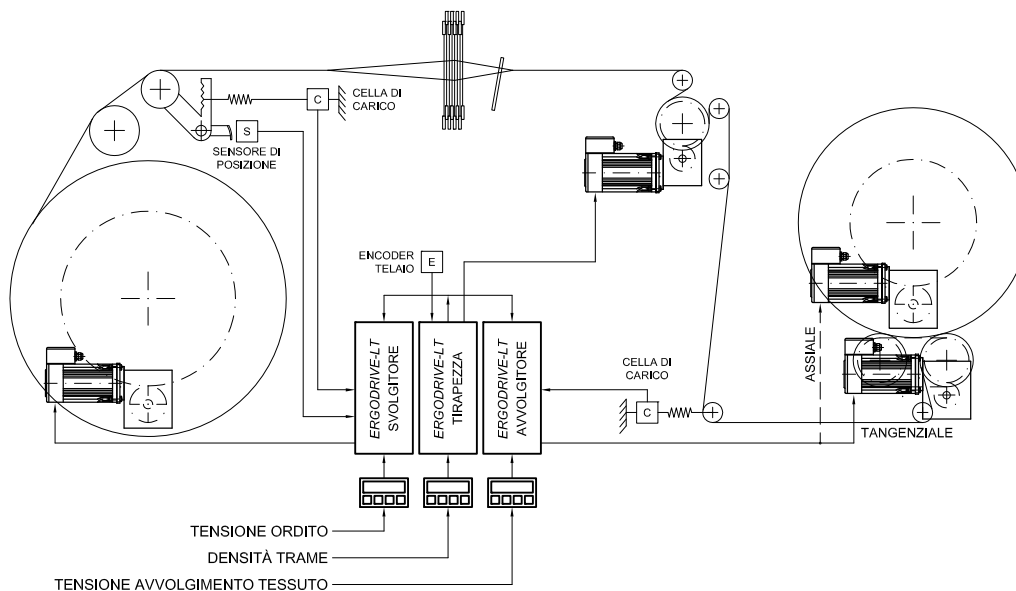 CELLA DI
CARICO
C
S
SENSORE DI
POSIZIONE
ENCODER
TELAIO
E
ERGODRIVE-LT
SVOLGITORE
ERGODRIVE-LT
TIRAPEZZA
ERGODRIVE-LT
AVVOLGITORE
CELLA DI
CARICO
C
ASSIALE
TANGENZIALE
TENSIONE ORDITO
DENSITÀ TRAME
TENSIONE AVVOLGIMENTO TESSUTO